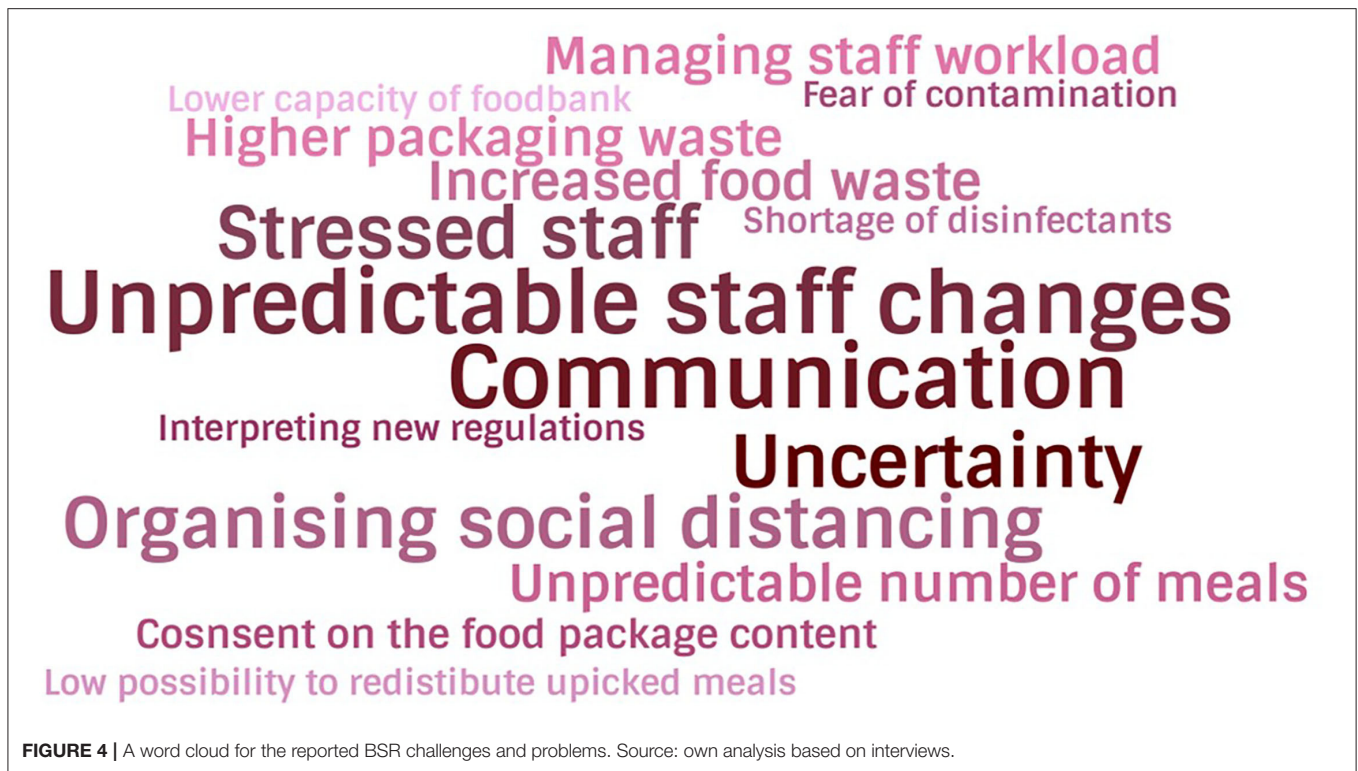 Managing staff workload
Lower capacity of foodbank
Fear of contamination
Higher packaging waste
Increased food waste
Stressed staff
Shortage of disinfectants
Unpredictable staff changes
Communication
Interpreting new regulations
Uncertainty
Organising social distancing
Unpredictable number of meals
Cosnsent on the food package content
Low possibility to redistibute upicked meals
FIGURE 4 | A word cloud for the reported BSR challenges and problems. Source: own analysis based on interviews.